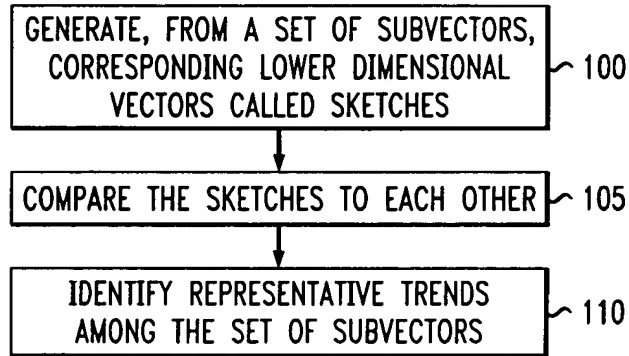 GENERATE, FROM A SET OF SUBVECTORS,
CORRESPONDING LOWER DIMENSIONAL
VECTORS CALLED SKETCHES
100
COMPARE THE SKETCHES TO EACH OTHER
105
IDENTIFY REPRESENTATIVE TRENDS
AMONG THE SET OF SUBVECTORS
110